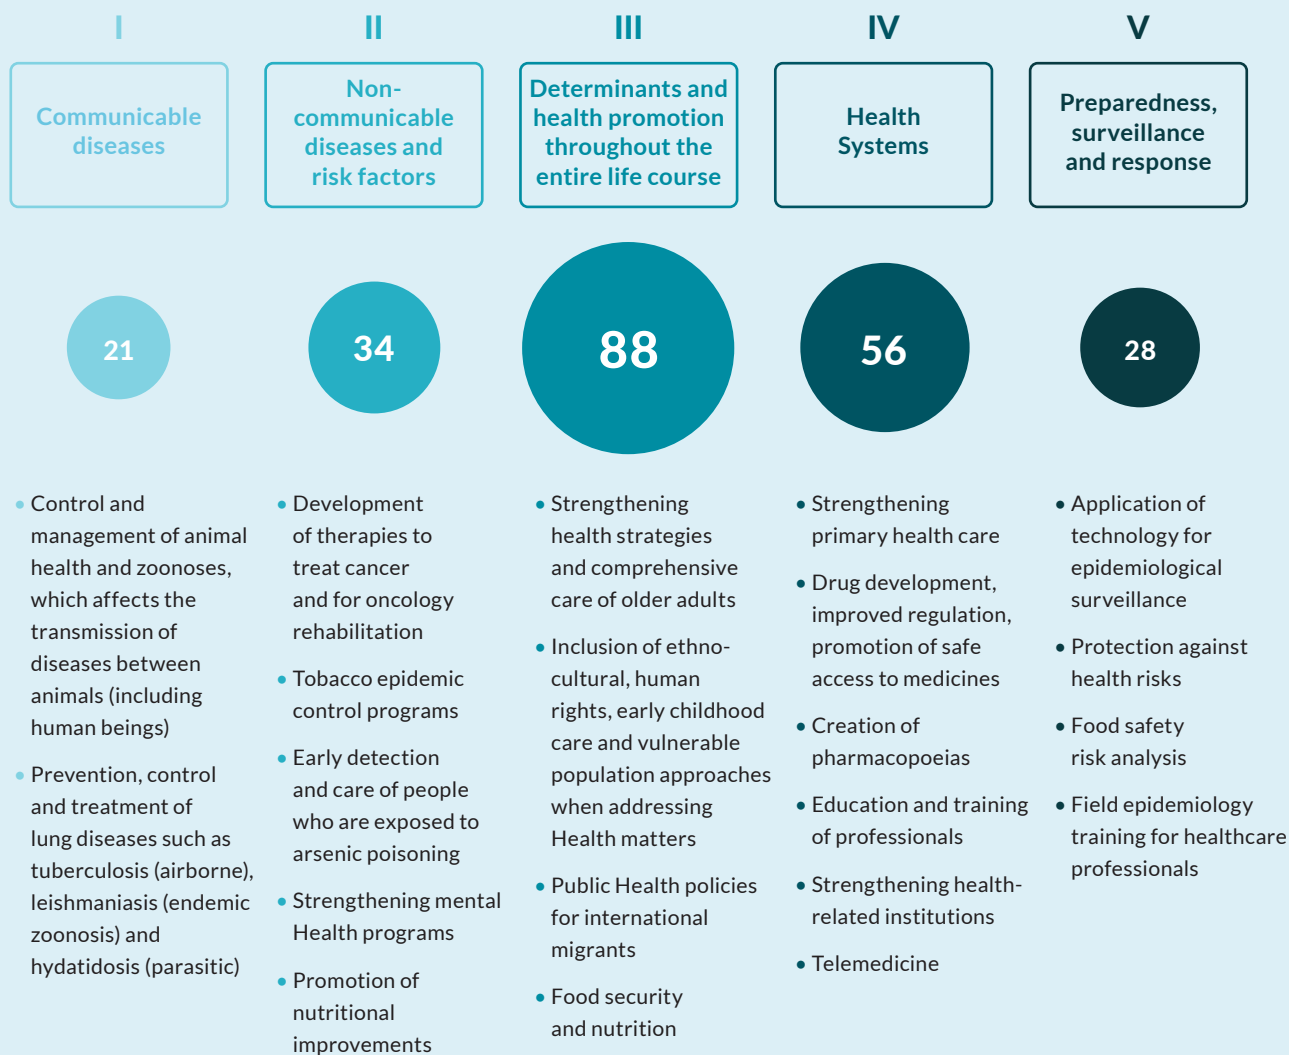 I
II
III
IV
V
Communicable
diseases
Non-
communicable
diseases and
risk factors
Determinants and
health promotion
throughout the
entire life course
Health
Systems
Preparedness,
surveillance
and response
21
34
88
56
28
• Control and
management of animal
health and zoonoses,
which affects the
transmission of
diseases between
animals (including
human beings)
• Prevention, control
and treatment of
lung diseases such as
tuberculosis (airborne),
leishmaniasis (endemic
zoonosis) and
hydatidosis (parasitic)
• Development
of therapies to
treat cancer
and for oncology
rehabilitation
• Tobacco epidemic
control programs
• Early detection
and care of people
who are exposed to
arsenic poisoning
• Strengthening mental
Health programs
• Promotion of
nutritional
improvements
• Strengthening
health strategies
and comprehensive
care of older adults
• Inclusion of ethno-
cultural, human
rights, early childhood
care and vulnerable
population approaches
when addressing
Health matters
• Public Health policies
for international
migrants
• Food security
and nutrition
• Strengthening
primary health care
• Drug development,
improved regulation,
promotion of safe
access to medicines
• Creation of
pharmacopoeias
• Education and training
of professionals
• Strengthening health-
related institutions
• Telemedicine
• Application of
technology for
epidemiological
surveillance
• Protection against
health risks
• Food safety
risk analysis
• Field epidemiology
training for healthcare
professionals